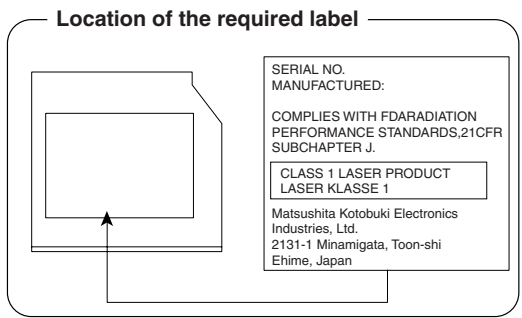 Location of the required label
SERIAL NO.
MANUFACTURED:
COMPLIES WITH FDARADIATION
PERFORMANCE STANDARDS,21CFR
SUBCHAPTER J.
CLASS 1 LASER PRODUCT
LASER KLASSE 1
Matsushita Kotobuki Electronics
Industries, Ltd.
2131-1 Minamigata, Toon-shi
Ehime, Japan